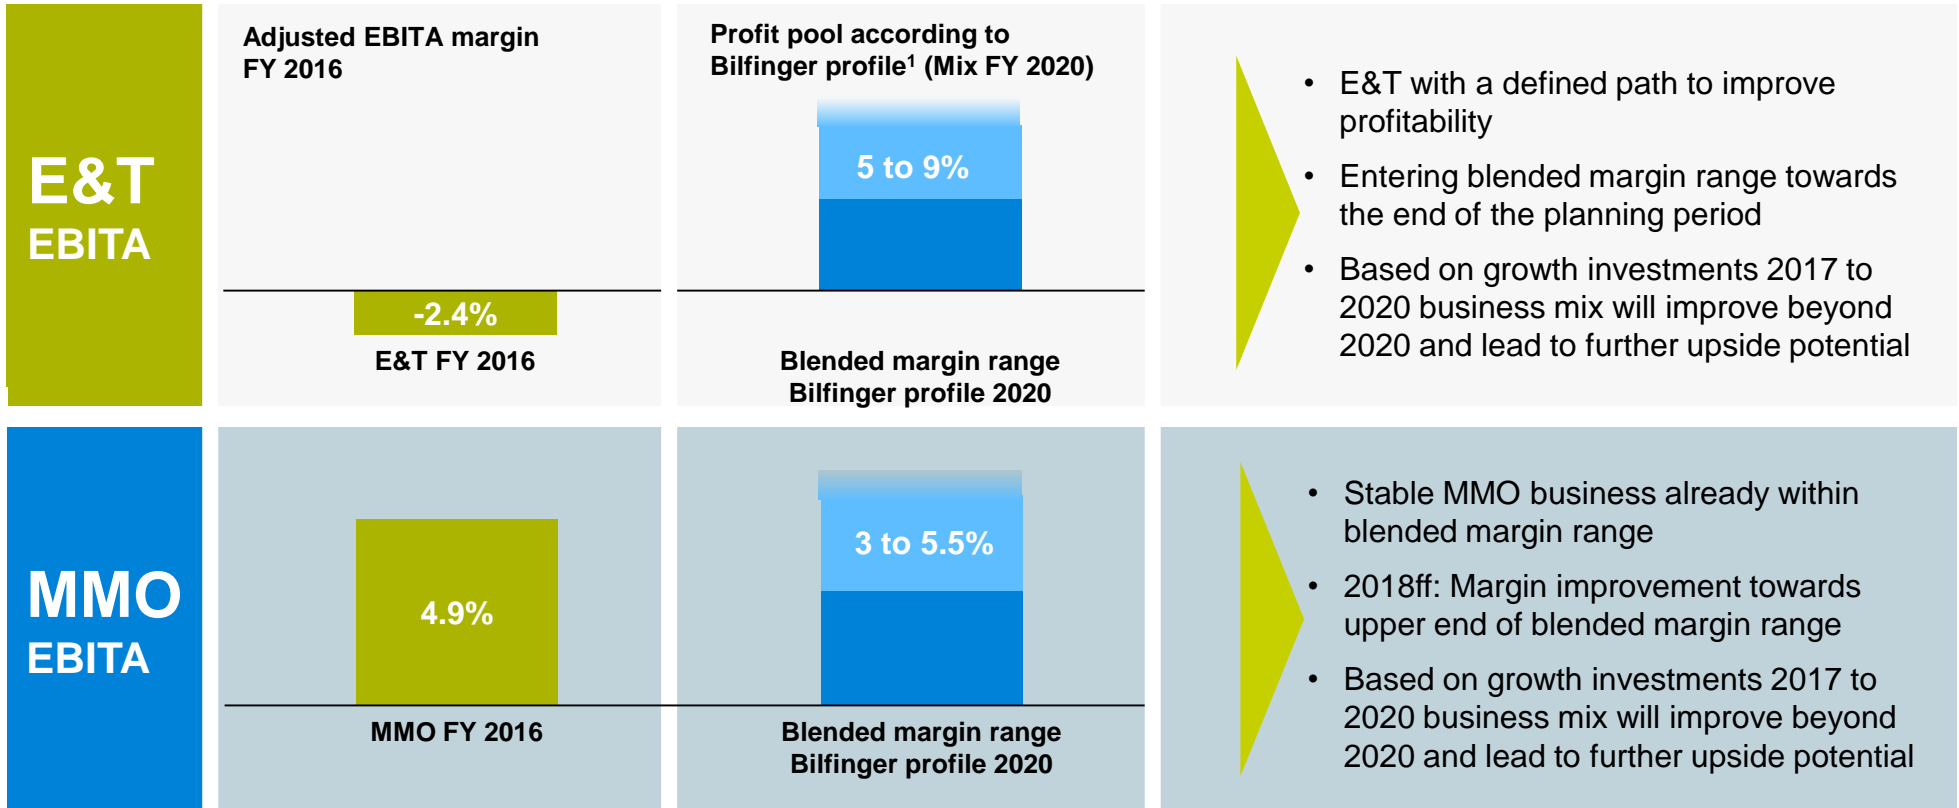 E&T
EBITA
Adjusted EBITA margin
FY 2016
-2.4%
E&T FY 2016
Profit pool according to
Bilfinger profile¹ (Mix FY 2020)
5 to 9%
Blended margin range
Bilfinger profile 2020
• E&T with a defined path to improve
profitability
• Entering blended margin range towards
the end of the planning period
• Based on growth investments 2017 to
2020 business mix will improve beyond
2020 and lead to further upside potential
MMO
EBITA
4.9%
MMO FY 2016
3 to 5.5%
Blended margin range
Bilfinger profile 2020
• Stable MMO business already within
blended margin range
• 2018ff: Margin improvement towards
upper end of blended margin range
• Based on growth investments 2017 to
2020 business mix will improve beyond
2020 and lead to further upside potential